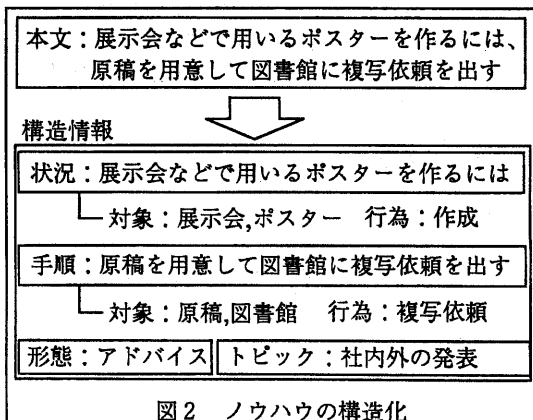 本文：展示会などで用いるポスターを作るには、
原稿を用意して図書館に複写依頼を出す
構造情報
状況：展示会などで用いるポスターを作るには
対象：展示会,ポスター　行為：作成
手順：原稿を用意して図書館に複写依頼を出す
対象：原稿,図書館　行為：複写依頼
形態：アドバイス　トピック：社内外の発表
図2　ノウハウの構造化